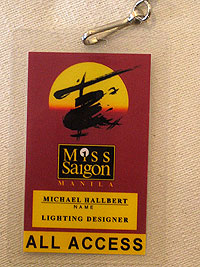 Miss
Saigon
MANILA
MICHAEL HALLBERT
NAME
LIGHTING DESIGNER
ALL ACCESS